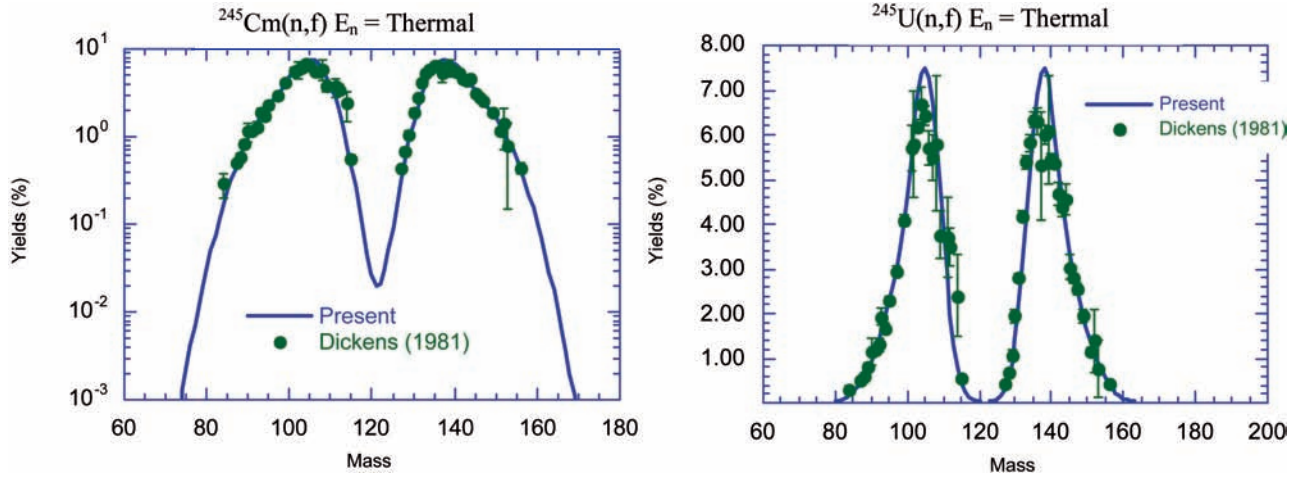 ²⁴⁵Cm(n,f) Eₙ = Thermal
10¹
10⁰
10⁻¹
10⁻²
10⁻³
Yields (%)
Present
Dickens (1981)
60 80 100 120 140 160 180
Mass
²⁴⁵U(n,f) Eₙ = Thermal
8.00
7.00
6.00
5.00
4.00
3.00
2.00
1.00
Yields (%)
Present
Dickens (1981)
60 80 100 120 140 160 180 200
Mass